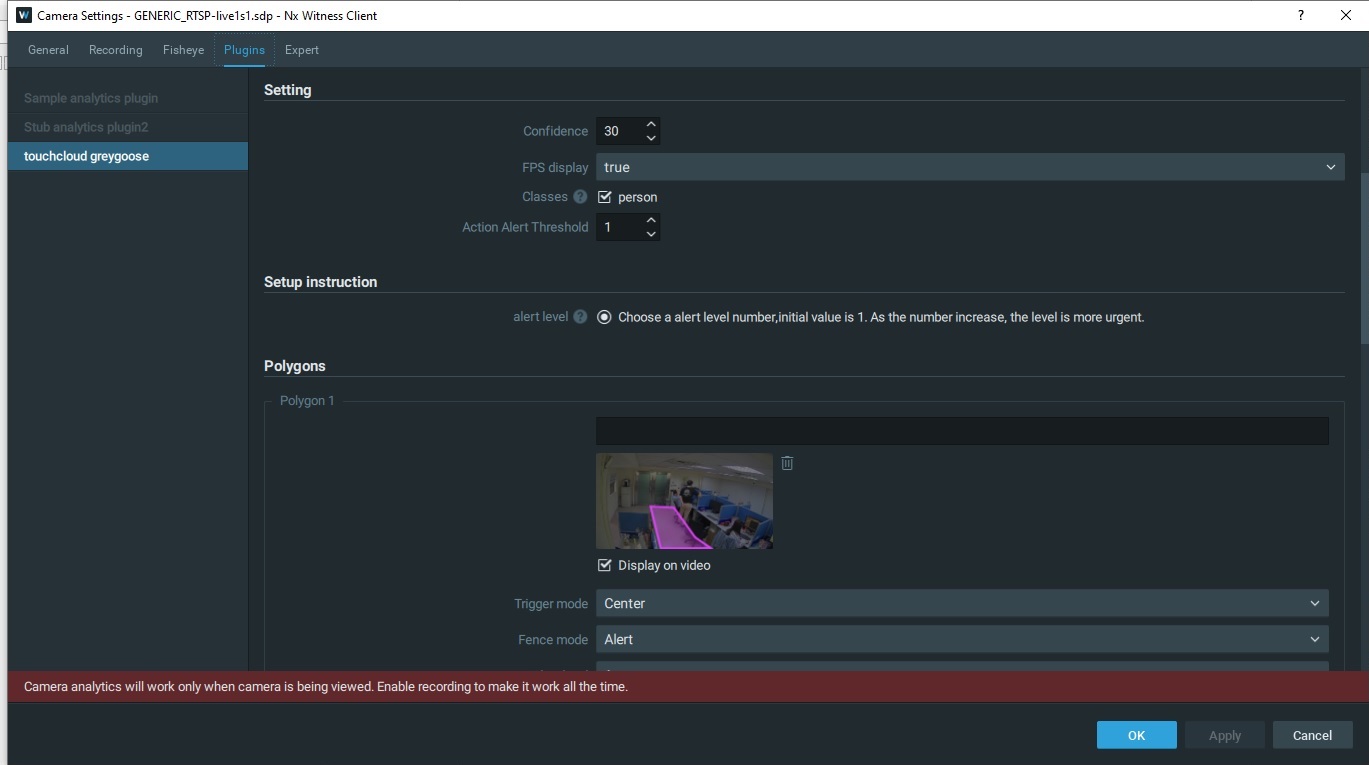 Camera Settings - GENERIC_RTSP-live1s1.sdp - Nx Witness Client ?
General Recording Fisheye Plugins Expert
Sample analytics plugin
Stub analytics plugin2
touchcloud greygoose
Setting
Confidence 30
FPS display true
Classes ? person
Action Alert Threshold 1
Setup instruction
alert level ? Choose a alert level number,initial value is 1. As the number increase, the level is more urgent.
Polygons
Polygon 1
Display on video
Trigger mode Center
Fence mode Alert
Camera analytics will work only when camera is being viewed. Enable recording to make it work all the time.
OK Apply Cancel